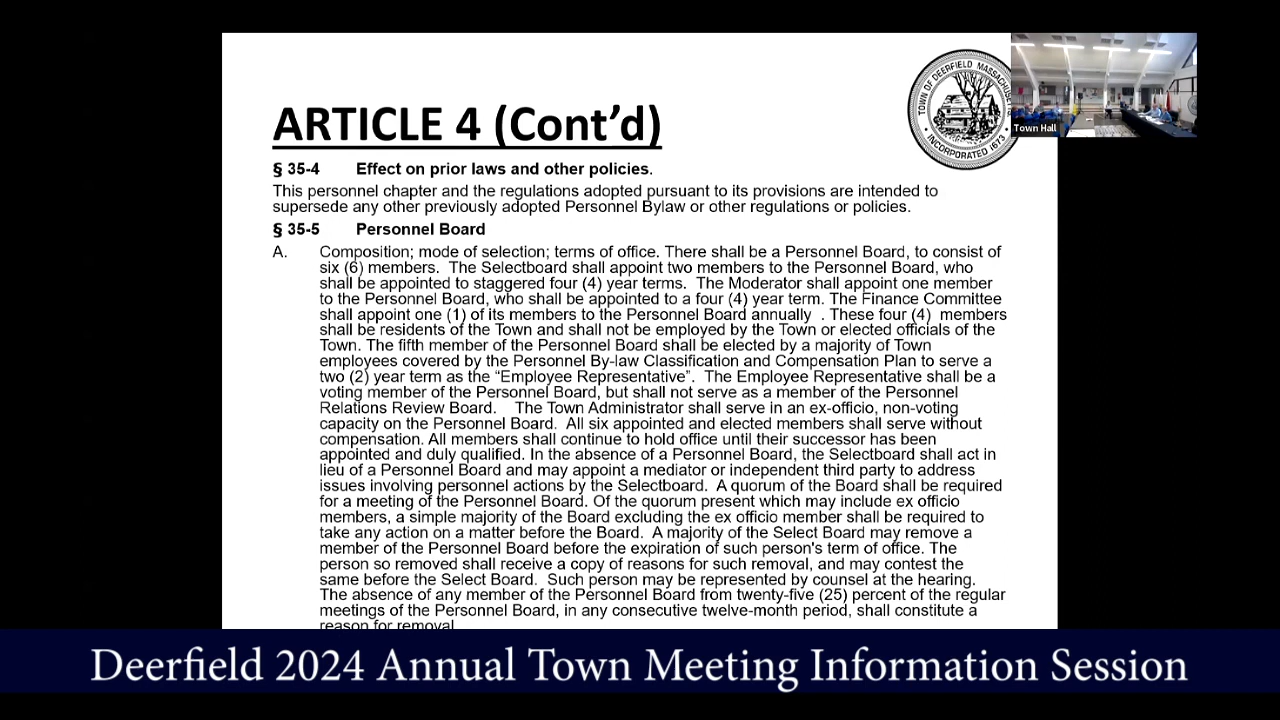 ARTICLE 4 (Cont’d)
TOWN OF DEERFIELD MASSACHUS
INCORPORATED 1673
Town Hall
§ 35-4 Effect on prior laws and other policies.
This personnel chapter and the regulations adopted pursuant to its provisions are intended to
supersede any other previously adopted Personnel Bylaw or other regulations or policies.
§ 35-5 Personnel Board
A. Composition; mode of selection; terms of office. There shall be a Personnel Board, to consist of
six (6) members. The Selectboard shall appoint two members to the Personnel Board, who
shall be appointed to staggered four (4) year terms. The Moderator shall appoint one member
to the Personnel Board, who shall be appointed to a four (4) year term. The Finance Committee
shall appoint one (1) of its members to the Personnel Board annually . These four (4) members
shall be residents of the Town and shall not be employed by the Town or elected officials of the
Town. The fifth member of the Personnel Board shall be elected by a majority of Town
employees covered by the Personnel By-law Classification and Compensation Plan to serve a
two (2) year term as the “Employee Representative”. The Employee Representative shall be a
voting member of the Personnel Board, but shall not serve as a member of the Personnel
Relations Review Board. The Town Administrator shall serve in an ex-officio, non-voting
capacity on the Personnel Board. All six appointed and elected members shall serve without
compensation. All members shall continue to hold office until their successor has been
appointed and duly qualified. In the absence of a Personnel Board, the Selectboard shall act in
lieu of a Personnel Board and may appoint a mediator or independent third party to address
issues involving personnel actions by the Selectboard. A quorum of the Board shall be required
for a meeting of the Personnel Board. Of the quorum present which may include ex officio
members, a simple majority of the Board excluding the ex officio member shall be required to
take any action on a matter before the Board. A majority of the Select Board may remove a
member of the Personnel Board before the expiration of such person's term of office. The
person so removed shall receive a copy of reasons for such removal, and may contest the
same before the Select Board. Such person may be represented by counsel at the hearing.
The absence of any member of the Personnel Board from twenty-five (25) percent of the regular
meetings of the Personnel Board, in any consecutive twelve-month period, shall constitute a
reason for removal.
Deerfield 2024 Annual Town Meeting Information Session